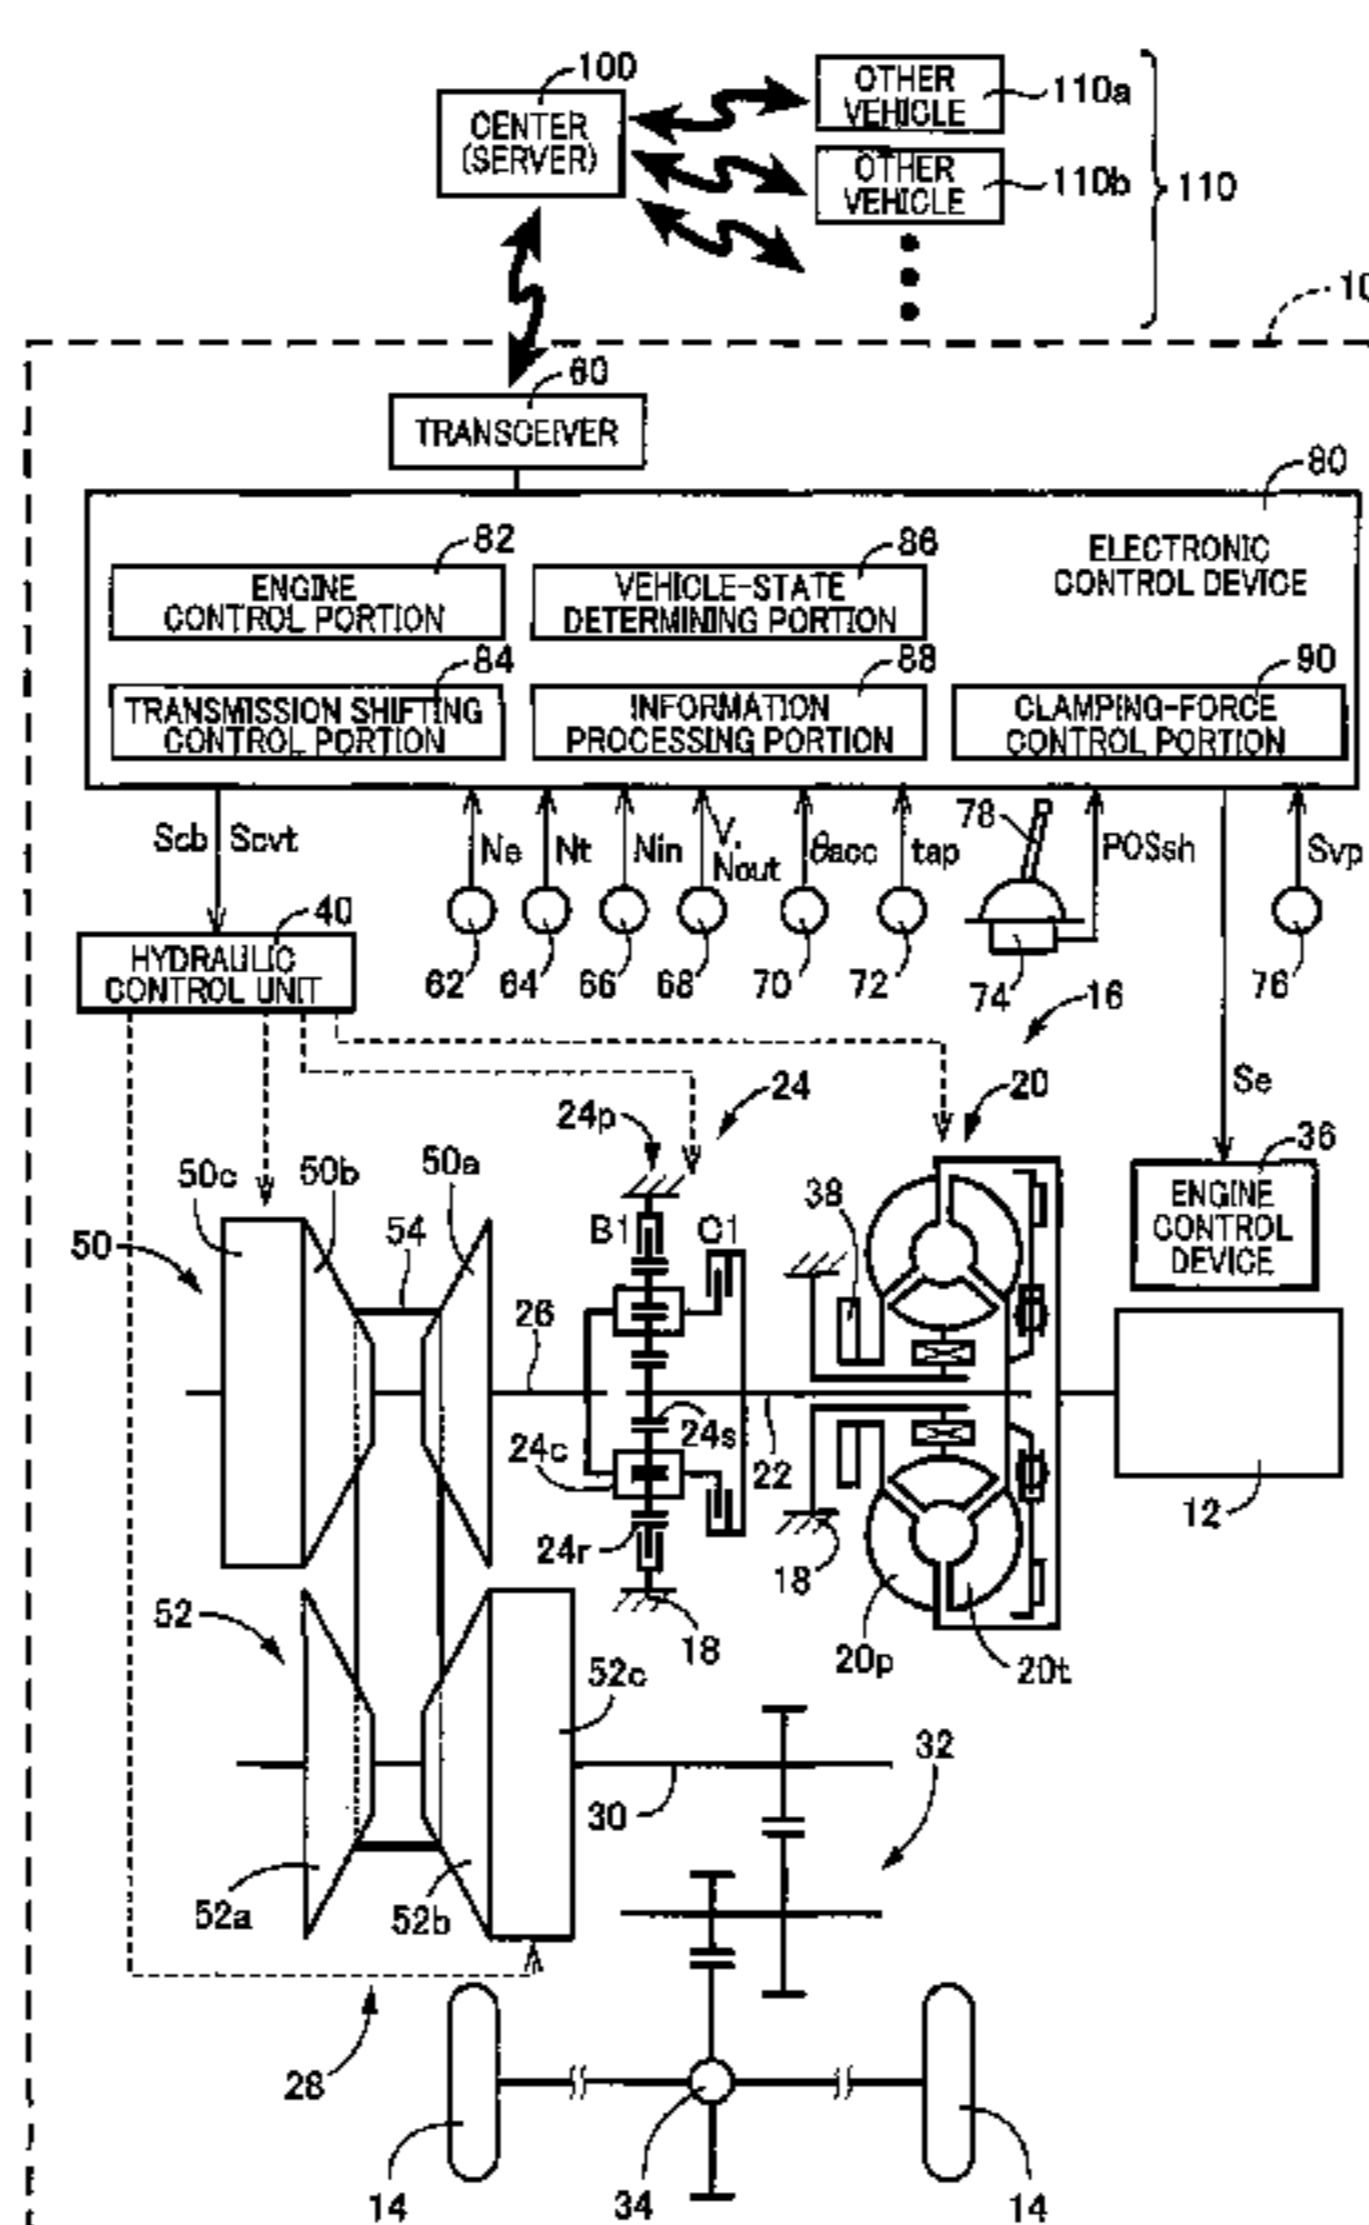 100
CENTER
(SERVER)
OTHER
VEHICLE
110a
OTHER
VEHICLE
110b
110
10
60
TRANSCEIVER
80
ELECTRONIC
CONTROL DEVICE
82
ENGINE
CONTROL PORTION
86
VEHICLE-STATE
DETERMINING PORTION
84
TRANSMISSION SHIFTING
CONTROL PORTION
88
INFORMATION
PROCESSING PORTION
90
CLAMPING-FORCE
CONTROL PORTION
Scb Scvt
Ne
Nt
Nin
V,
Nout
θacc
tap
78
POSsh
Svp
40
HYDRAULIC
CONTROL UNIT
62
64
66
68
70
72
74
76
16
24
20
Se
24p
36
ENGINE
CONTROL
DEVICE
50c
50b
50a
38
50
54
B1
C1
26
24s
24c
22
12
24r
18
18
52
20p
20t
52c
32
30
52a
52b
28
14
34
14